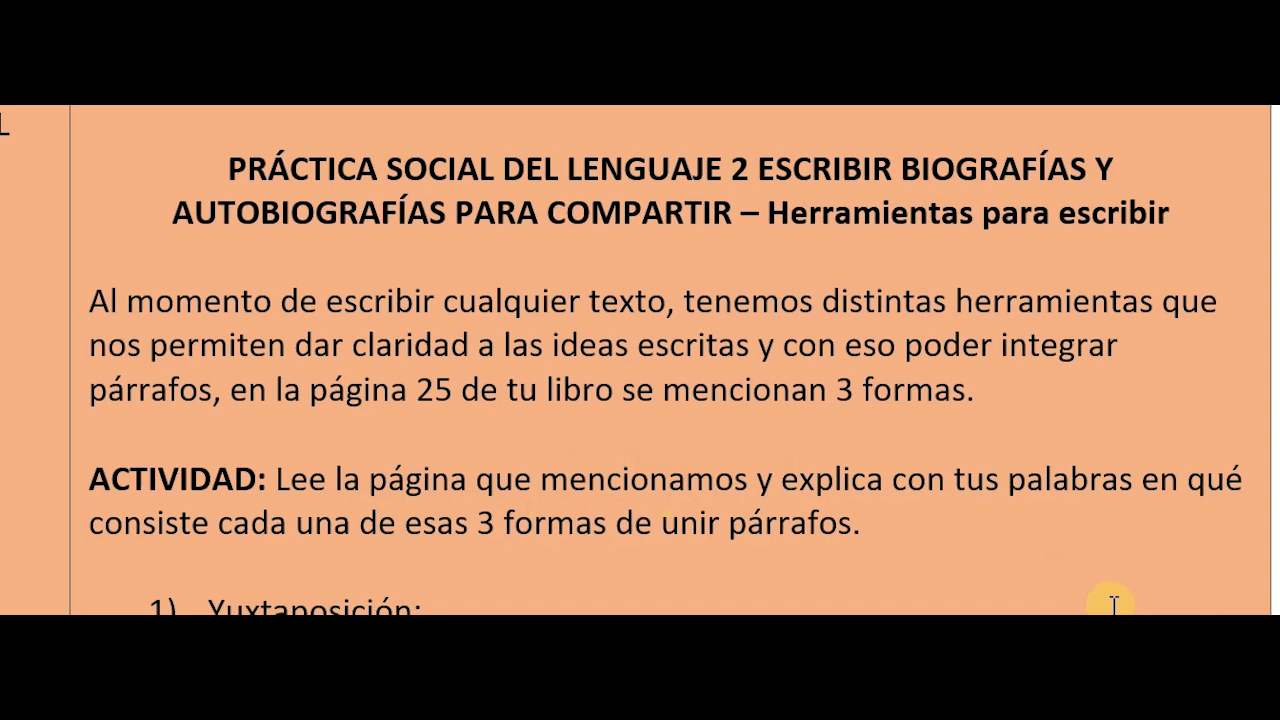 L
PRÁCTICA SOCIAL DEL LENGUAJE 2 ESCRIBIR BIOGRAFÍAS Y
AUTOBIOGRAFÍAS PARA COMPARTIR – Herramientas para escribir
Al momento de escribir cualquier texto, tenemos distintas herramientas que
nos permiten dar claridad a las ideas escritas y con eso poder integrar
párrafos, en la página 25 de tu libro se mencionan 3 formas.
ACTIVIDAD: Lee la página que mencionamos y explica con tus palabras en qué
consiste cada una de esas 3 formas de unir párrafos.
1) Yuxtaposición: